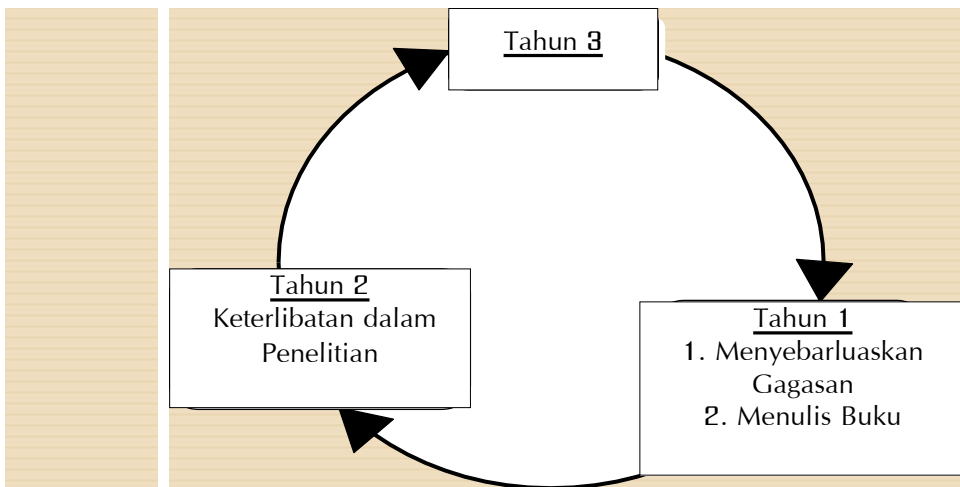 Tahun 3
Tahun 2
Keterlibatan dalam
Penelitian
Tahun 1
1. Menyebarluaskan
Gagasan
2. Menulis Buku